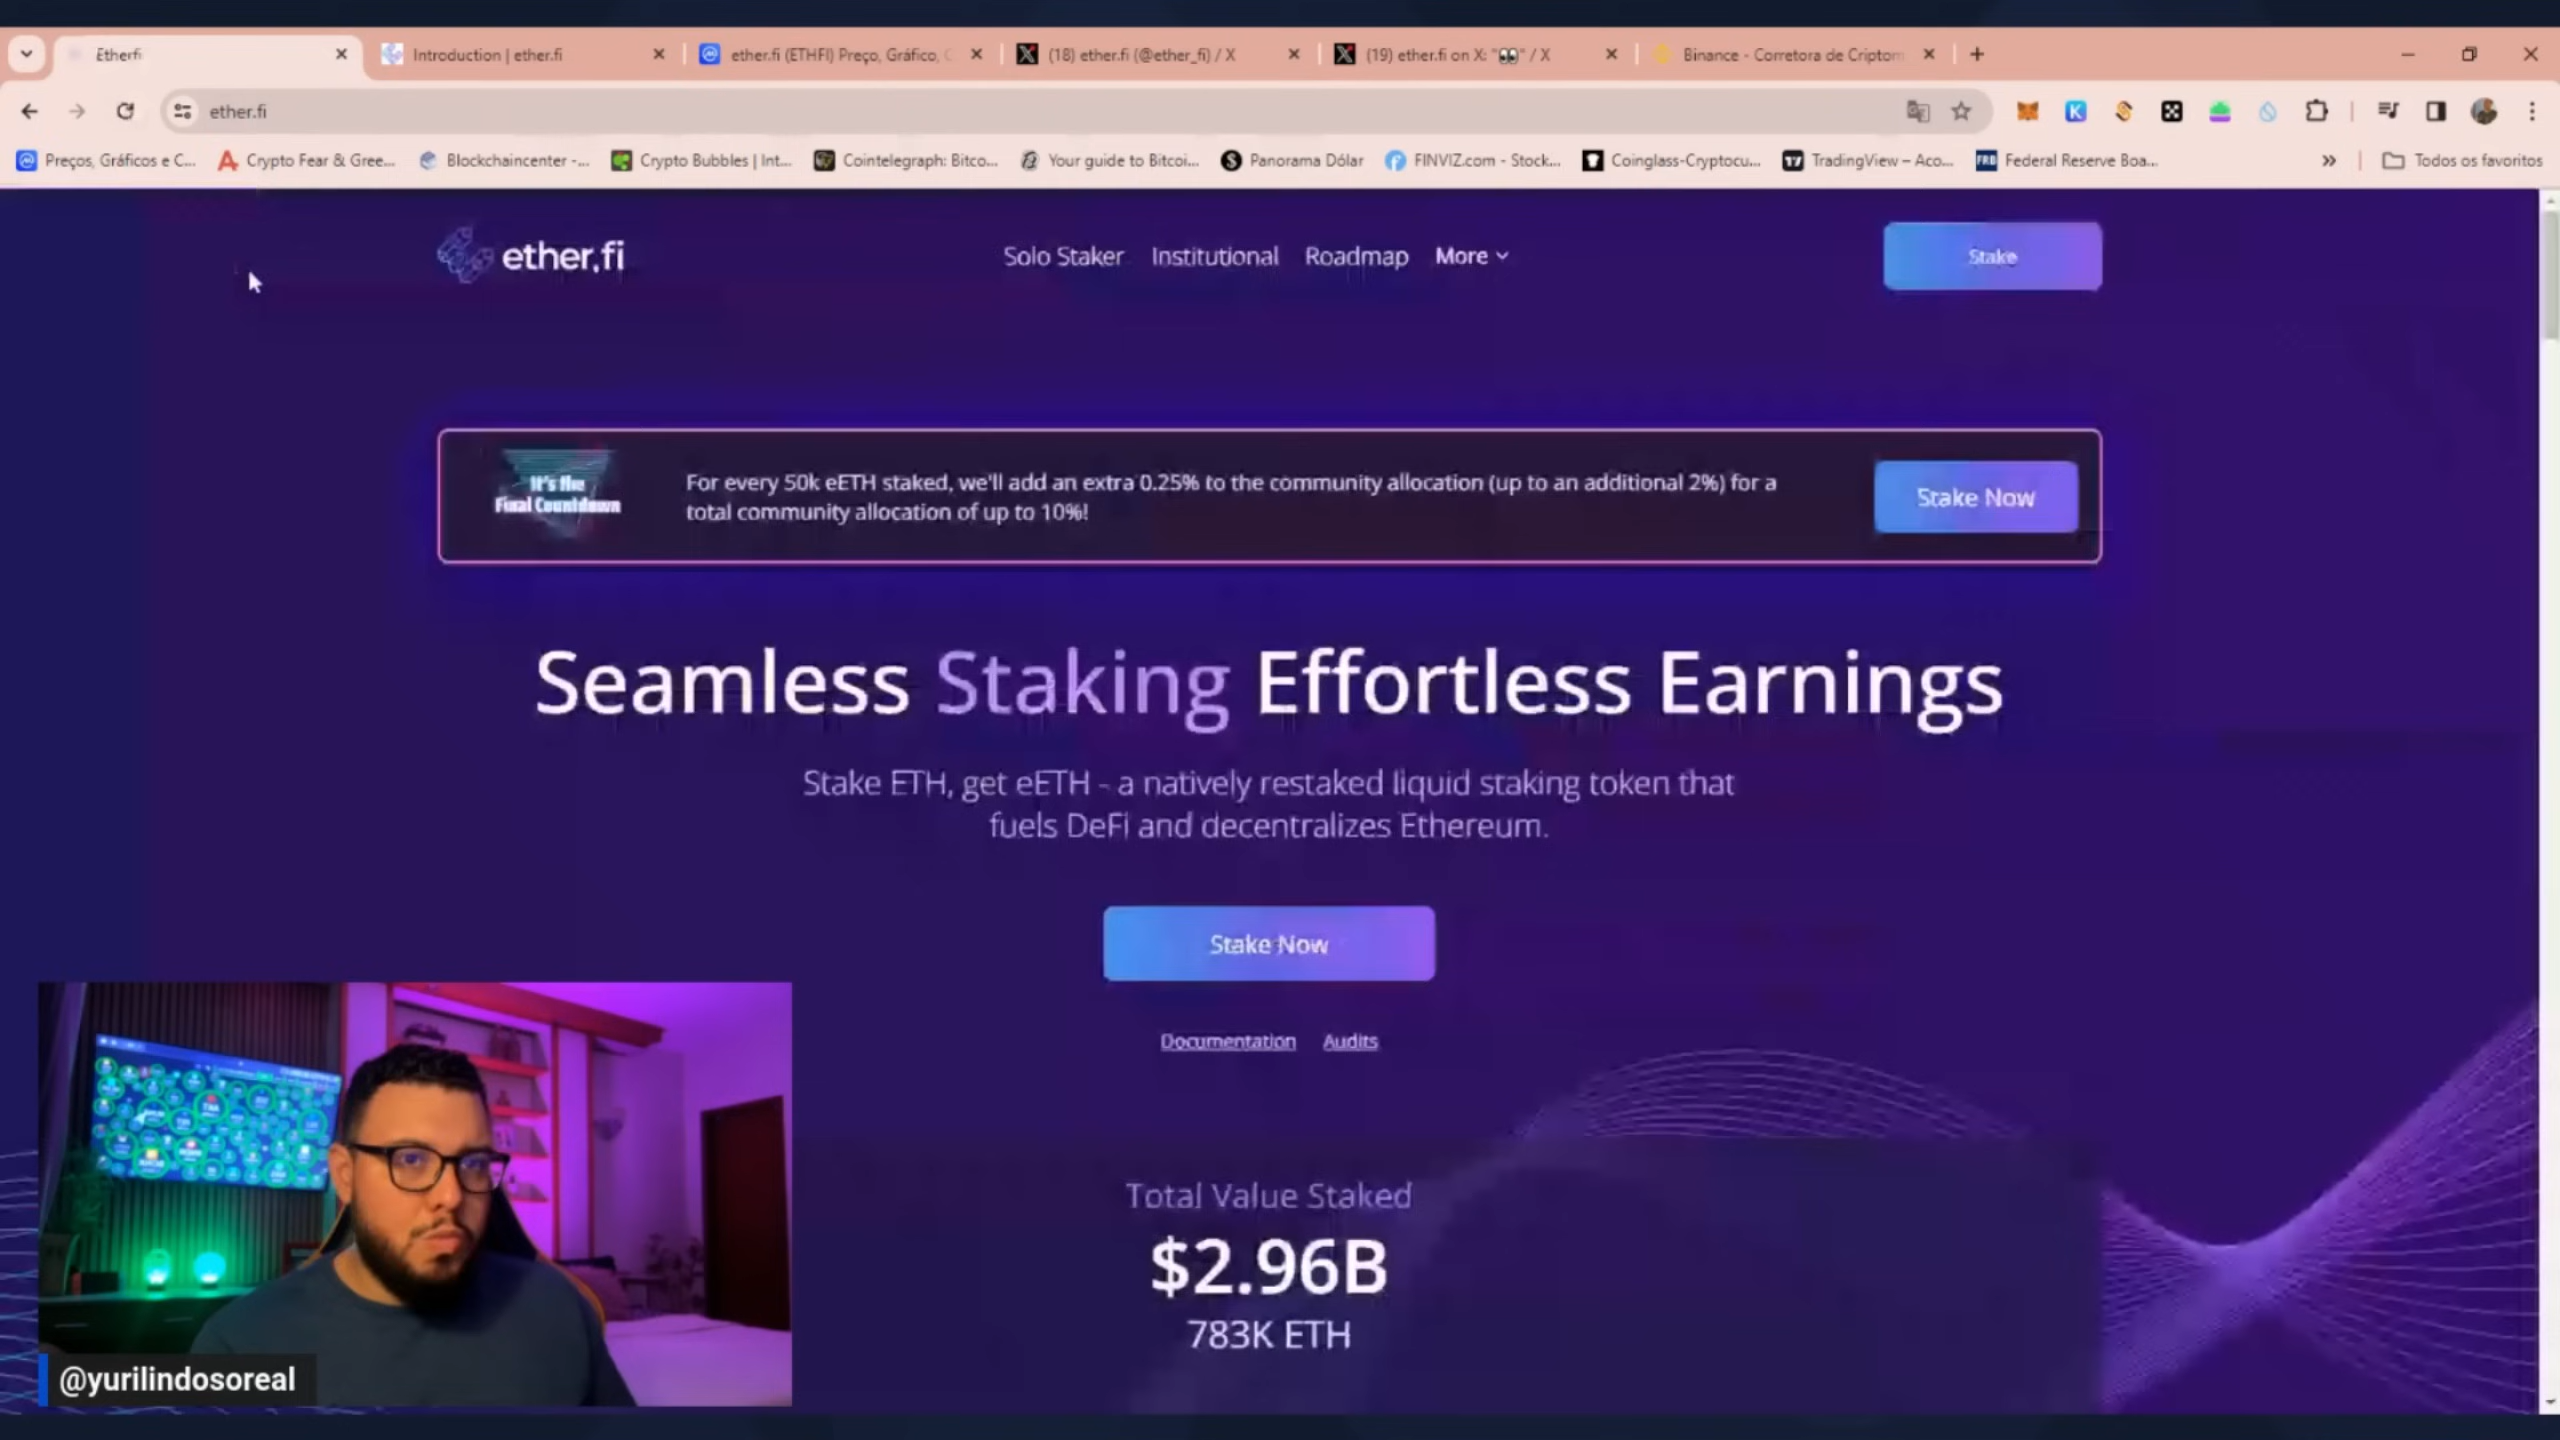 Etherfi
Introduction | ether.fi
ether.fi (ETHFI) Preço, Gráfico, C
(18) ether.fi (@ether_fi) / X
(19) ether.fi on X: "👀" / X
Binance - Corretora de Criptom
ether.fi
Preços, Gráficos e C...
Crypto Fear & Gree...
Blockchaincenter -...
Crypto Bubbles | Int...
Cointelegraph: Bitco...
Your guide to Bitcoi...
Panorama Dólar
FINVIZ.com - Stock...
Coinglass-Cryptocu...
TradingView – Aco...
Federal Reserve Boa...
Todos os favoritos
ether.fi
Solo Staker
Institutional
Roadmap
More
Stake
It's the
Final Countdown
For every 50k eETH staked, we'll add an extra 0.25% to the community allocation (up to an additional 2%) for a
total community allocation of up to 10%!
Stake Now
Seamless Staking Effortless Earnings
Stake ETH, get eETH - a natively restaked liquid staking token that
fuels DeFi and decentralizes Ethereum.
Stake Now
Documentation
Audits
Total Value Staked
$2.96B
783K ETH
@yurilindosoreal